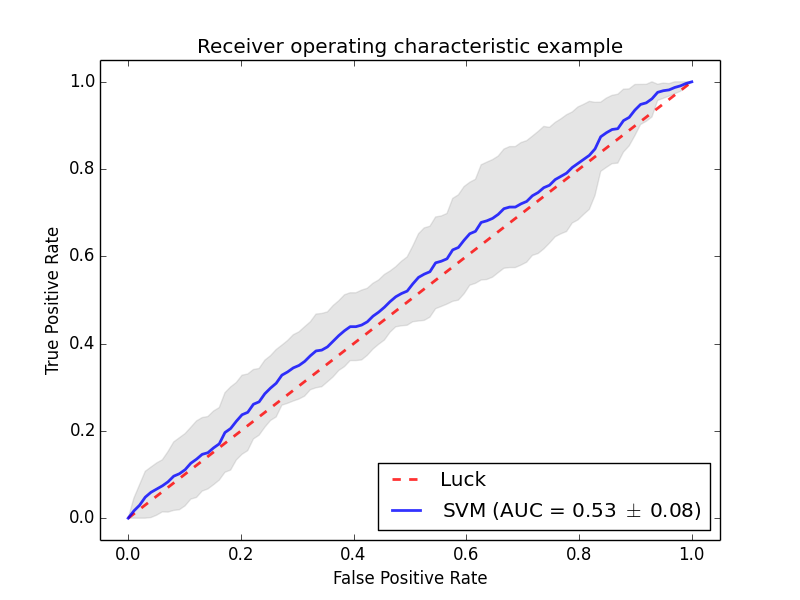 Receiver operating characteristic example
True Positive Rate
1.0
0.8
0.6
0.4
0.2
0.0
Luck
SVM (AUC = 0.53 ± 0.08)
0.0 0.2 0.4 0.6 0.8 1.0
False Positive Rate